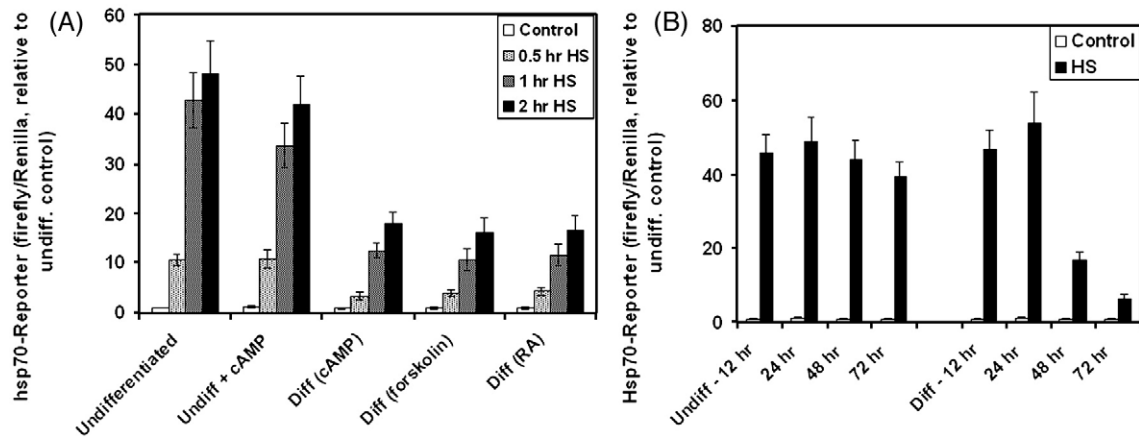 (A)
hsp70-Reporter (firefly/Renilla, relative to
undiff. control)
60
50
40
30
20
10
0
Control
0.5 hr HS
1 hr HS
2 hr HS
Undifferentiated
Undiff + cAMP
Diff (cAMP)
Diff (forskolin)
Diff (RA)
(B)
Hsp70-Reporter (firefly/Renilla, relative to
undiff. control)
80
60
40
20
0
Control
HS
Undiff - 12 hr
24 hr
48 hr
72 hr
Diff - 12 hr
24 hr
48 hr
72 hr